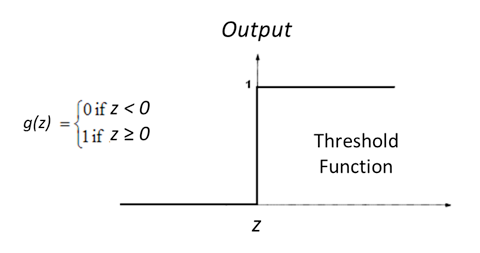 Output
1
g(z) = {0 if z < 0
1 if z ≥ 0
Threshold
Function
z